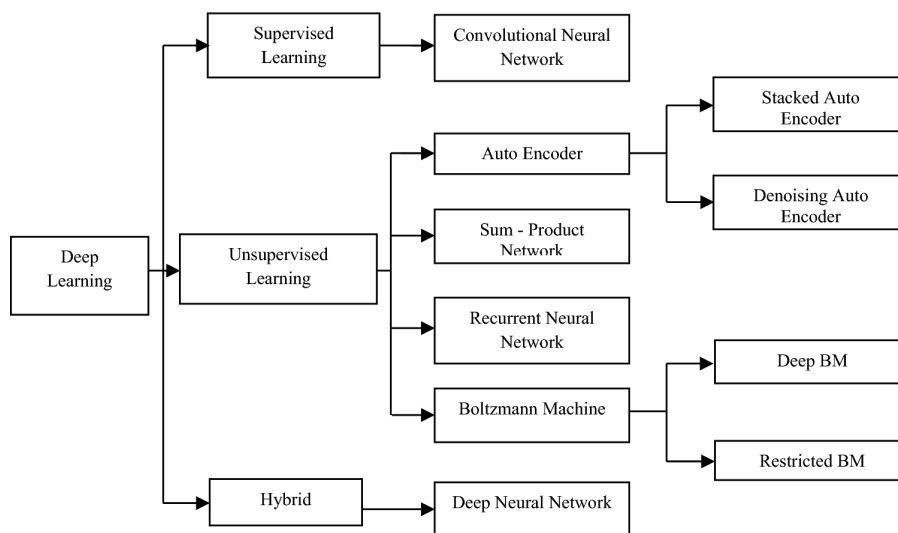 Deep
Learning
Supervised
Learning
Convolutional Neural
Network
Unsupervised
Learning
Auto Encoder
Stacked Auto
Encoder
Denoising Auto
Encoder
Sum - Product
Network
Recurrent Neural
Network
Boltzmann Machine
Deep BM
Restricted BM
Hybrid
Deep Neural Network